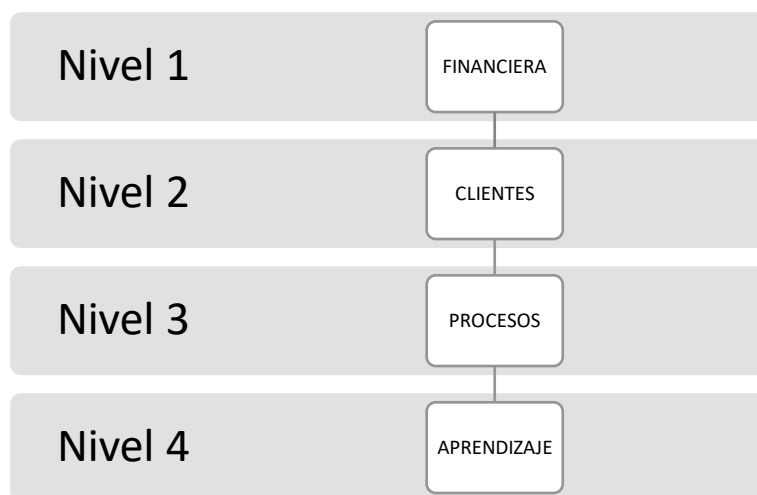 Nivel 1
FINANCIERA
Nivel 2
CLIENTES
Nivel 3
PROCESOS
Nivel 4
APRENDIZAJE